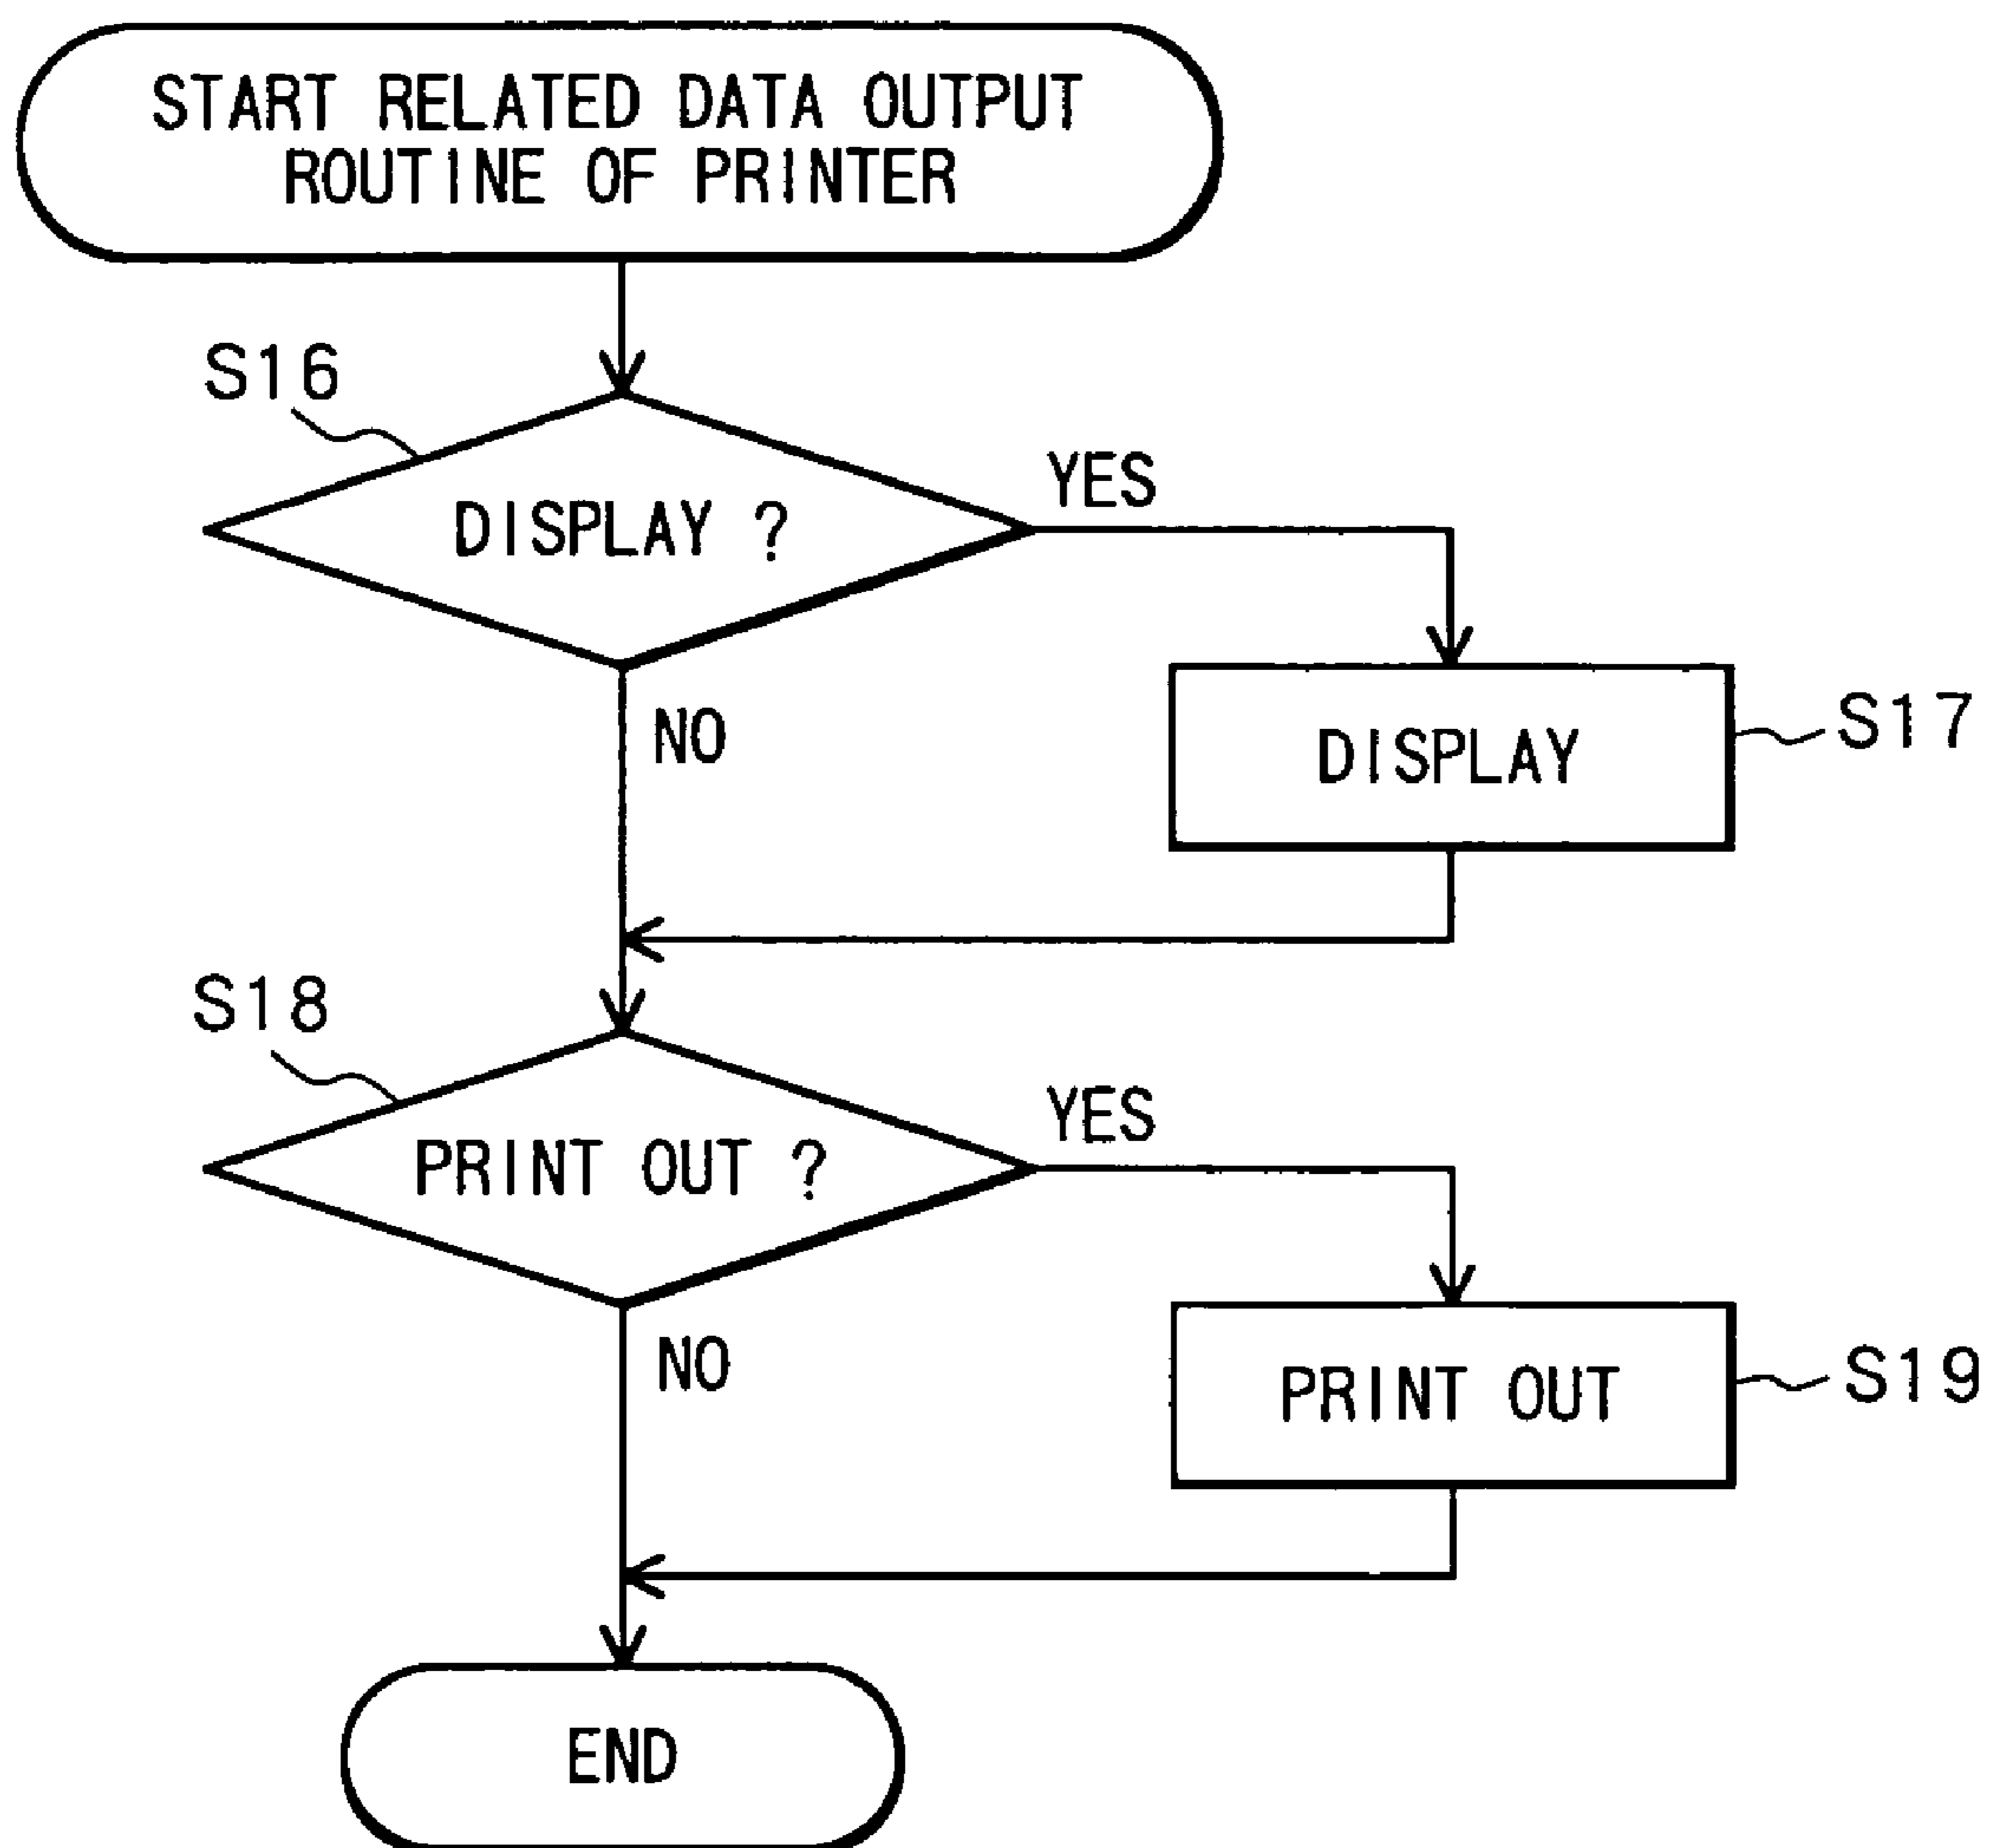 START RELATED DATA OUTPUT
ROUTINE OF PRINTER
S16
DISPLAY ?
YES
NO
DISPLAY
S17
S18
PRINT OUT ?
YES
NO
PRINT OUT
S19
END